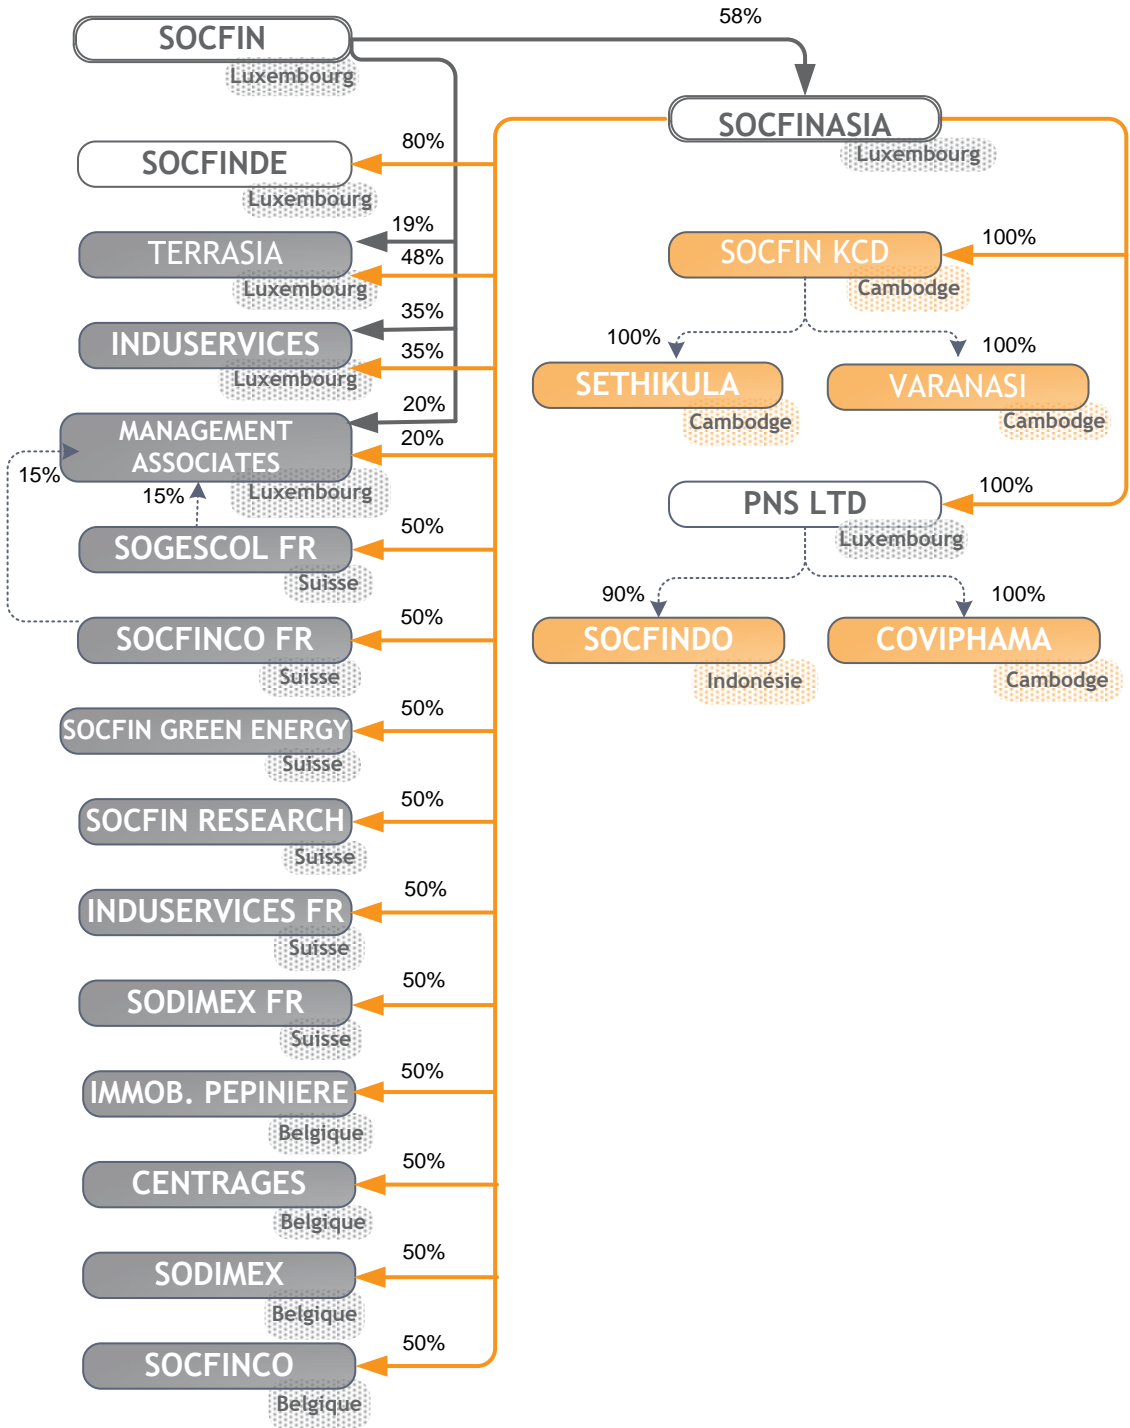 58%
SOCFIN
Luxembourg
SOCFINASIA
Luxembourg
80%
SOCFINDE
Luxembourg
19%
TERRASIA
48%
Luxembourg
100%
SOCFIN KCD
Cambodge
35%
INDUSERVICES
35%
Luxembourg
100%
SETHIKULA
Cambodge
100%
VARANASI
Cambodge
20%
MANAGEMENT
ASSOCIATES
20%
Luxembourg
15%
15%
100%
PNS LTD
Luxembourg
50%
SOGESCOL FR
Suisse
90%
SOCFINDO
Indonésie
100%
COVIPHAMA
Cambodge
50%
SOCFINCO FR
Suisse
50%
SOCFIN GREEN ENERGY
Suisse
50%
SOCFIN RESEARCH
Suisse
50%
INDUSERVICES FR
Suisse
50%
SODIMEX FR
Suisse
50%
IMMOB. PEPINIERE
Belgique
50%
CENTRAGES
Belgique
50%
SODIMEX
Belgique
50%
SOCFINCO
Belgique